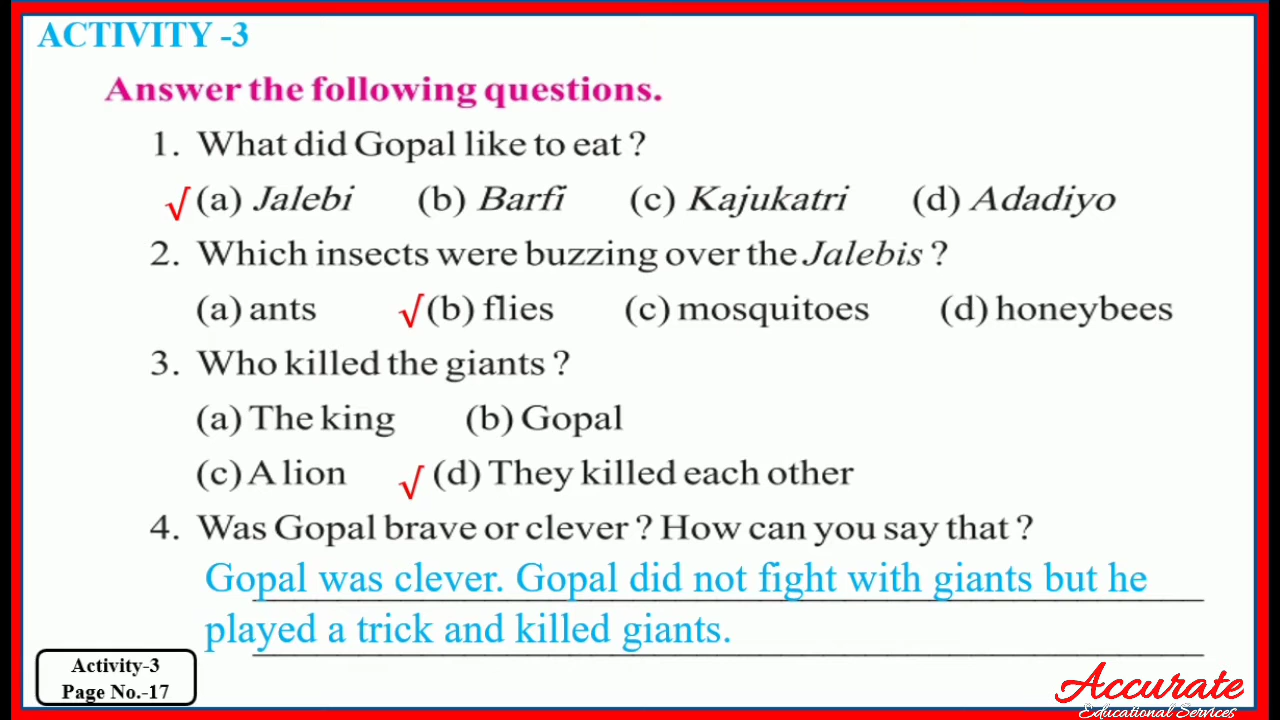 ACTIVITY -3
Answer the following questions.
1. What did Gopal like to eat ?
√ (a) Jalebi (b) Barfi (c) Kajukatri (d) Adadiyo
2. Which insects were buzzing over the Jalebis ?
(a) ants √ (b) flies (c) mosquitoes (d) honeybees
3. Who killed the giants ?
(a) The king (b) Gopal
(c) A lion √ (d) They killed each other
4. Was Gopal brave or clever ? How can you say that ?
Gopal was clever. Gopal did not fight with giants but he
played a trick and killed giants.
Activity-3
Page No.-17
Accurate
Educational Services